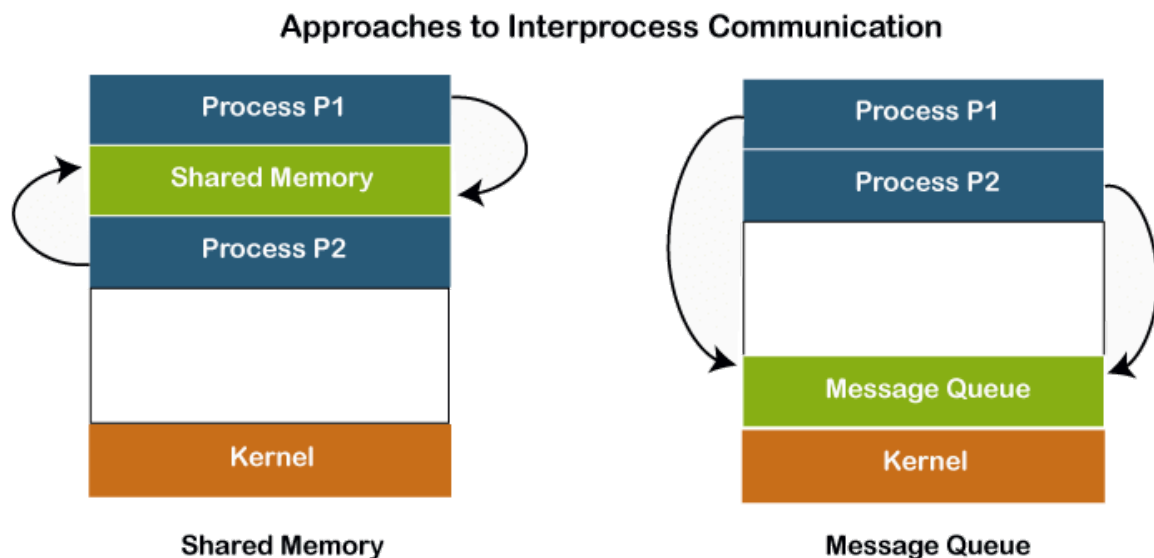 Approaches to Interprocess Communication
Process P1
Shared Memory
Process P2
Kernel
Shared Memory
Process P1
Process P2
Message Queue
Kernel
Message Queue